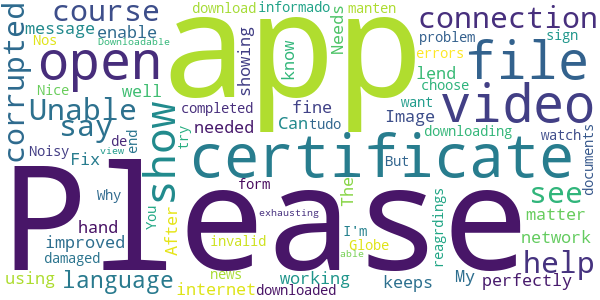 download informado manten
course message enable Nos Downloadable
app
file connection
Needs problem sign errors
corrupted open showing know lend choose
Nice well
Unable say show
completed fine want video
needed Can tudo Image watch
downloading
Noisy Fix de end try certificate But The see documents
Please
Why hand form view able
After You exhausting I'm matter network
improved
damaged invalid Globe reagrdings My help
using language internet news downloaded working keeps perfectly